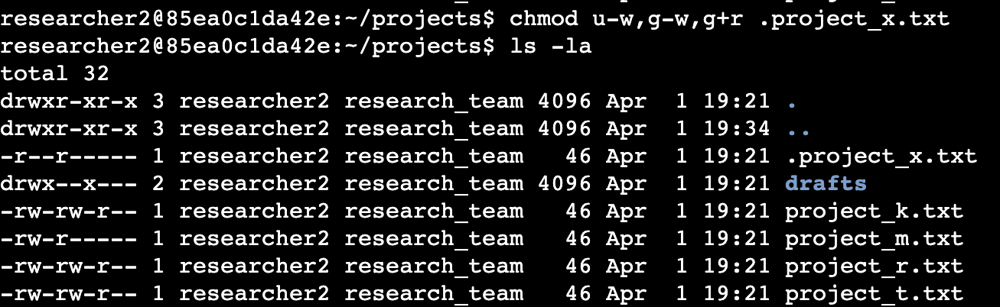 researcher2@85ea0c1da42e:~/projects$ chmod u-w,g-w,g+r .project_x.txt
researcher2@85ea0c1da42e:~/projects$ ls -la
total 32
drwxr-xr-x 3 researcher2 research_team 4096 Apr  1 19:21 .
drwxr-xr-x 3 researcher2 research_team 4096 Apr  1 19:34 ..
-r--r----- 1 researcher2 research_team   46 Apr  1 19:21 .project_x.txt
drwx--x--- 2 researcher2 research_team 4096 Apr  1 19:21 drafts
-rw-rw-r-- 1 researcher2 research_team   46 Apr  1 19:21 project_k.txt
-rw-r----- 1 researcher2 research_team   46 Apr  1 19:21 project_m.txt
-rw-rw-r-- 1 researcher2 research_team   46 Apr  1 19:21 project_r.txt
-rw-rw-r-- 1 researcher2 research_team   46 Apr  1 19:21 project_t.txt